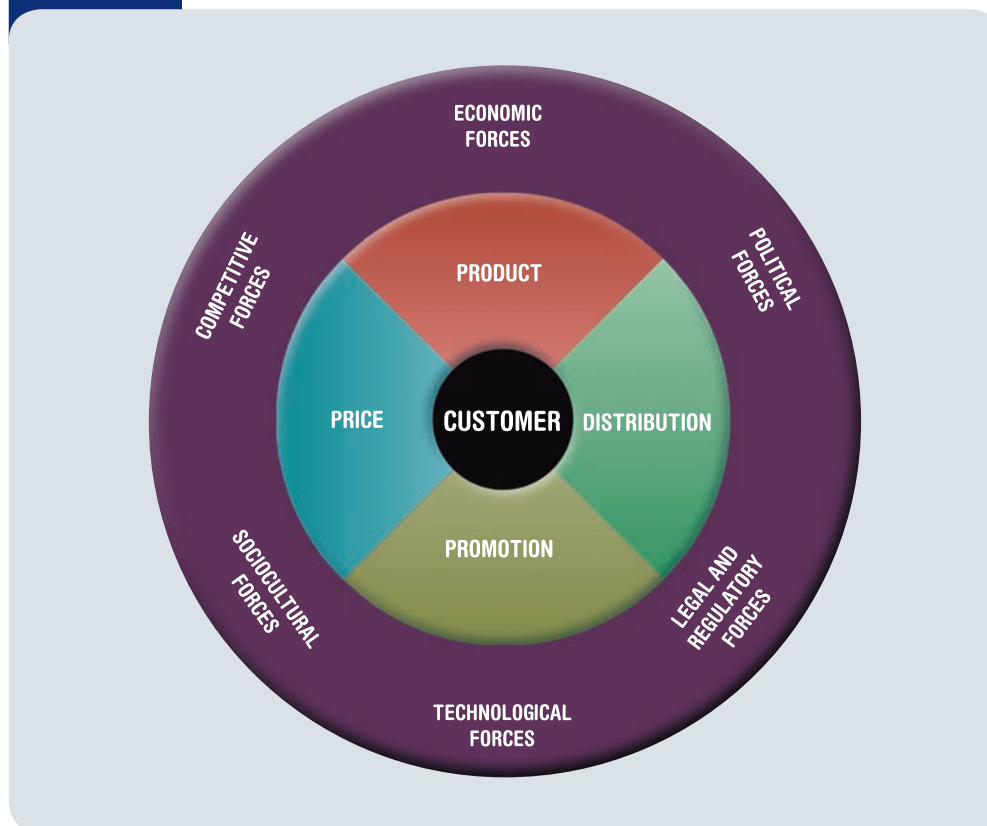 ECONOMIC
FORCES
COMPETITIVE
FORCES
POLITICAL
FORCES
PRODUCT
PRICE
CUSTOMER
DISTRIBUTION
PROMOTION
SOCIOCULTURAL
FORCES
LEGAL AND
REGULATORY
FORCES
TECHNOLOGICAL
FORCES